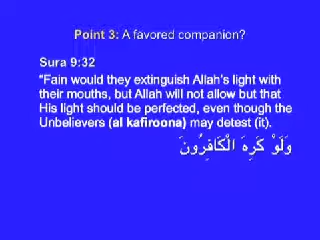 Point 3: A favored companion?
Sura 9:32
"Fain would they extinguish Allah's light with
their mouths, but Allah will not allow but that
His light should be perfected, even though the
Unbelievers (al kafiroona) may detest (it).
وَلَوْ كَرِهَ الْكَافِرُونَ